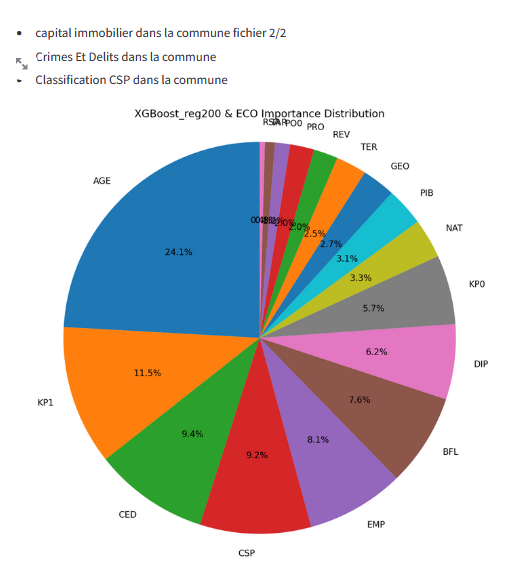 capital immobilier dans la commune fichier 2/2
Crimes Et Delits dans la commune
Classification CSP dans la commune
XGBoost_reg200 & ECO Importance Distribution
PO0
PRO
REV
TER
GEO
PIB
NAT
KP0
DIP
BFL
EMP
CSP
CED
KP1
AGE
24.1%
11.5%
9.4%
9.2%
8.1%
7.6%
6.2%
5.7%
3.3%
3.1%
2.7%
2.5%
2.0%